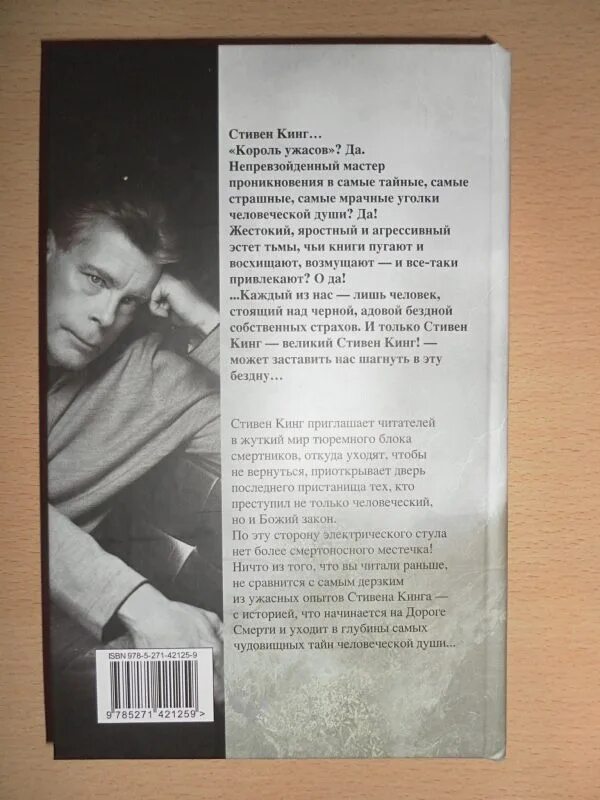 Стивен Кинг…
«Король ужасов»? Да.
Непревзойденный мастер
проникновения в самые тайные, самые
страшные, самые мрачные уголки
человеческой души? Да!
Жестокий, яростный и агрессивный
эстет тьмы, чьи книги пугают и
восхищают, возмущают — и все-таки
привлекают? О да!
...Каждый из нас — лишь человек,
стоящий над черной, адовой бездной
собственных страхов. И только Стивен
Кинг — великий Стивен Кинг! —
может заставить нас шагнуть в эту
бездну…
Стивен Кинг приглашает читателей
в жуткий мир тюремного блока
смертников, откуда уходят, чтобы
не вернуться, приоткрывает дверь
последнего пристанища тех, кто
преступил не только человеческий,
но и Божий закон.
По эту сторону электрического стула
нет более смертоносного местечка!
Ничто из того, что вы читали раньше,
не сравнится с самым дерзким
из ужасных опытов Стивена Кинга —
с историей, что начинается на Дороге
Смерти и уходит в глубины самых
чудовищных тайн человеческой души...
ISBN 978-5-271-42125-9
9 785271 421259 >